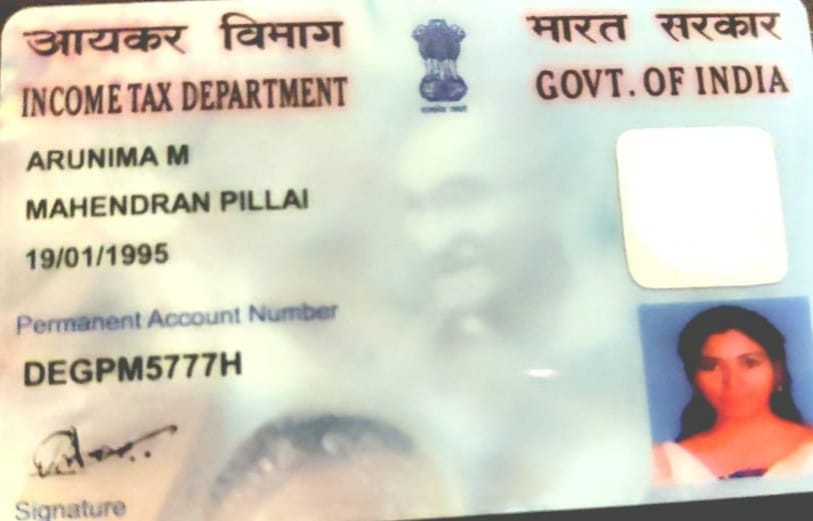 आयकर विभाग
भारत सरकार
INCOME TAX DEPARTMENT
GOVT. OF INDIA
ARUNIMA M
MAHENDRAN PILLAI
19/01/1995
Permanent Account Number
DEGPM5777H
Signature